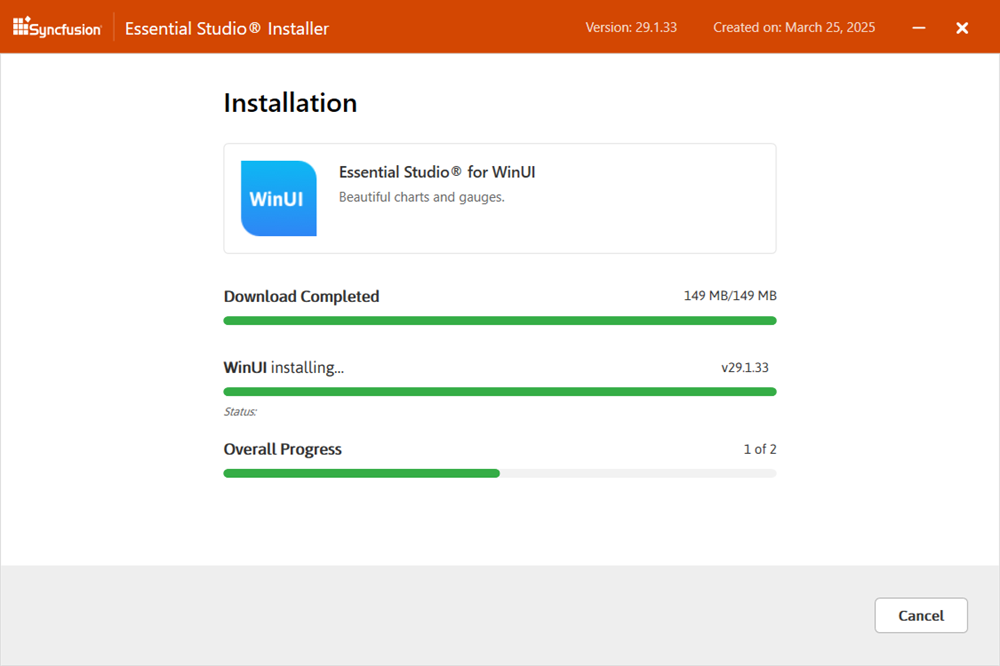 Syncfusion Essential Studio® Installer Version: 29.1.33 Created on: March 25, 2025
Installation
WinUI
Essential Studio® for WinUI
Beautiful charts and gauges.
Download Completed 149 MB/149 MB
WinUI installing... v29.1.33
Status:
Overall Progress 1 of 2
Cancel